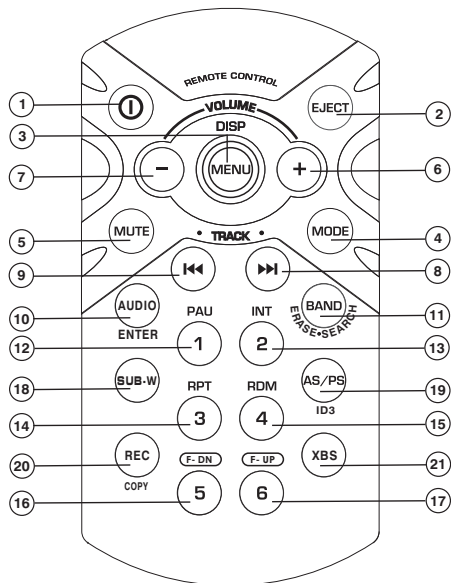 REMOTE CONTROL
1
VOLUME
EJECT
2
3
DISP
7
−
MENU
+
6
5
MUTE
MODE
4
• TRACK •
9
8
10
AUDIO
ENTER
PAU
INT
BAND
ERASE•SEARCH
11
12
1
2
13
18
SUB-W
AS/PS
ID3
19
RPT
RDM
14
3
4
15
20
REC
COPY
F- DN
F- UP
XBS
21
16
5
6
17